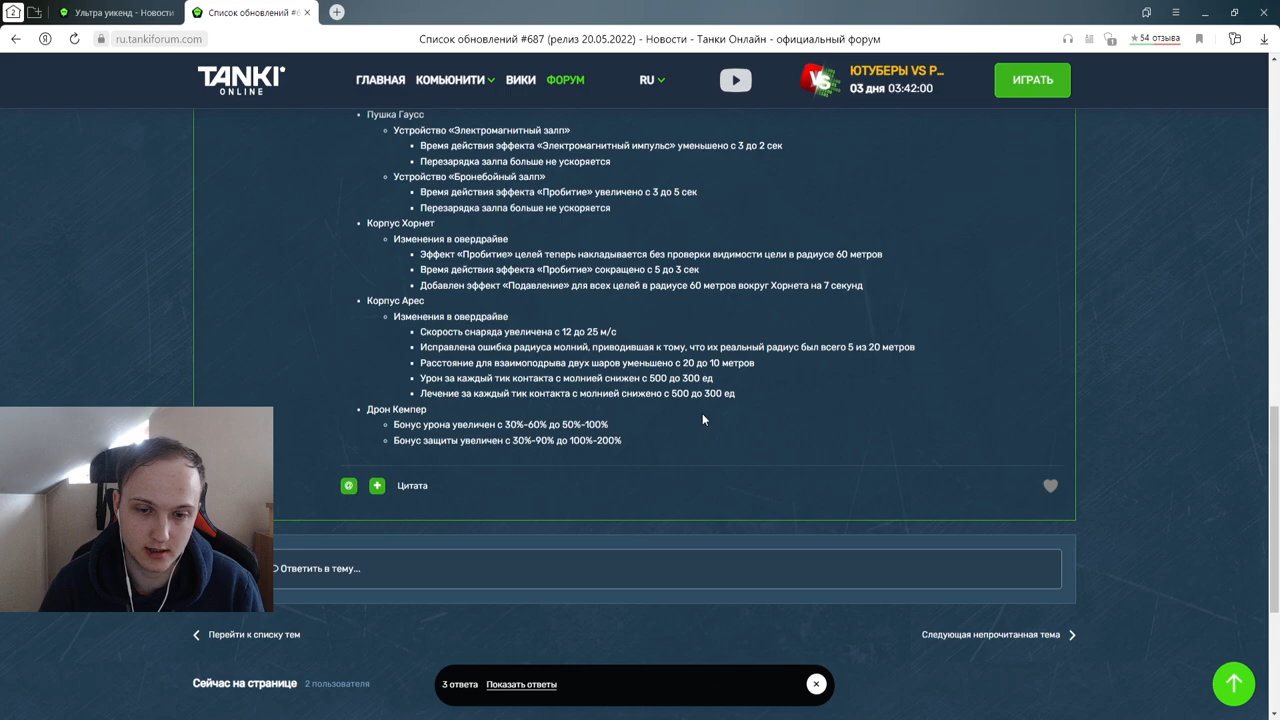 2
Ультра уикенд - Новости
Список обновлений #6
ru.tankiforum.com
Список обновлений #687 (релиз 20.05.2022) - Новости - Танки Онлайн - официальный форум
54 отзыва
TANKI
ONLINE
ГЛАВНАЯ
КОМЬЮНИТИ
ВИКИ
ФОРУМ
RU
VS
ЮТУБЕРЫ VS Р...
03 дня 03:42:00
ИГРАТЬ
Пушка Гаусс
Устройство «Электромагнитный залп»
Время действия эффекта «Электромагнитный импульс» уменьшено с 3 до 2 сек
Перезарядка залпа больше не ускоряется
Устройство «Бронебойный залп»
Время действия эффекта «Пробитие» увеличено с 3 до 5 сек
Перезарядка залпа больше не ускоряется
Корпус Хорнет
Изменения в овердрайве
Эффект «Пробитие» целей теперь накладывается без проверки видимости цели в радиусе 60 метров
Время действия эффекта «Пробитие» сокращено с 5 до 3 сек
Добавлен эффект «Подавление» для всех целей в радиусе 60 метров вокруг Хорнета на 7 секунд
Корпус Арес
Изменения в овердрайве
Скорость снаряда увеличена с 12 до 25 м/с
Исправлена ошибка радиуса молний, приводившая к тому, что их реальный радиус был всего 5 из 20 метров
Расстояние для взаимоподрыва двух шаров уменьшено с 20 до 10 метров
Урон за каждый тик контакта с молнией снижен с 500 до 300 ед
Лечение за каждый тик контакта с молнией снижено с 500 до 300 ед
Дрон Кемпер
Бонус урона увеличен с 30%-60% до 50%-100%
Бонус защиты увеличен с 30%-90% до 100%-200%
@
+
Цитата
Ответить в тему...
Перейти к списку тем
Следующая непрочитанная тема
Сейчас на странице
2 пользователя
3 ответа
Показать ответы